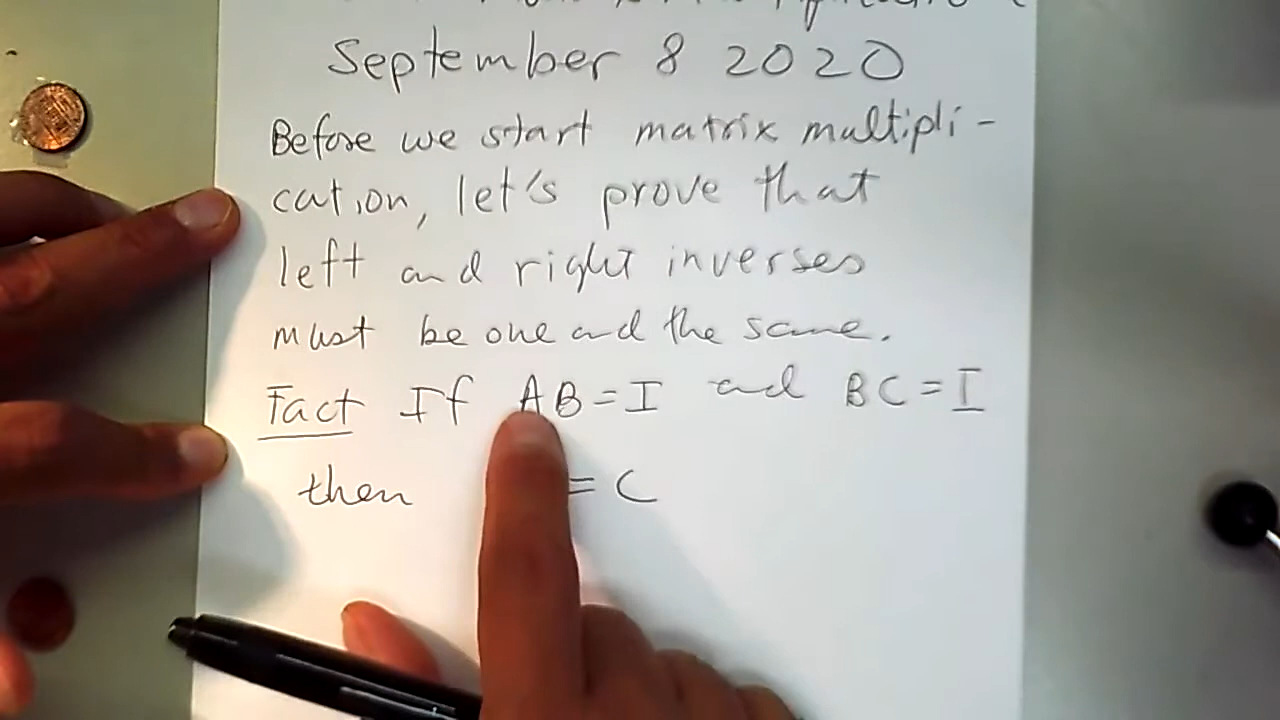 September 8 2020
Before we start matrix multipli-
cation, let's prove that
left and right inverses
must be one and the same.
Fact If AB = I and BC = I
then = C